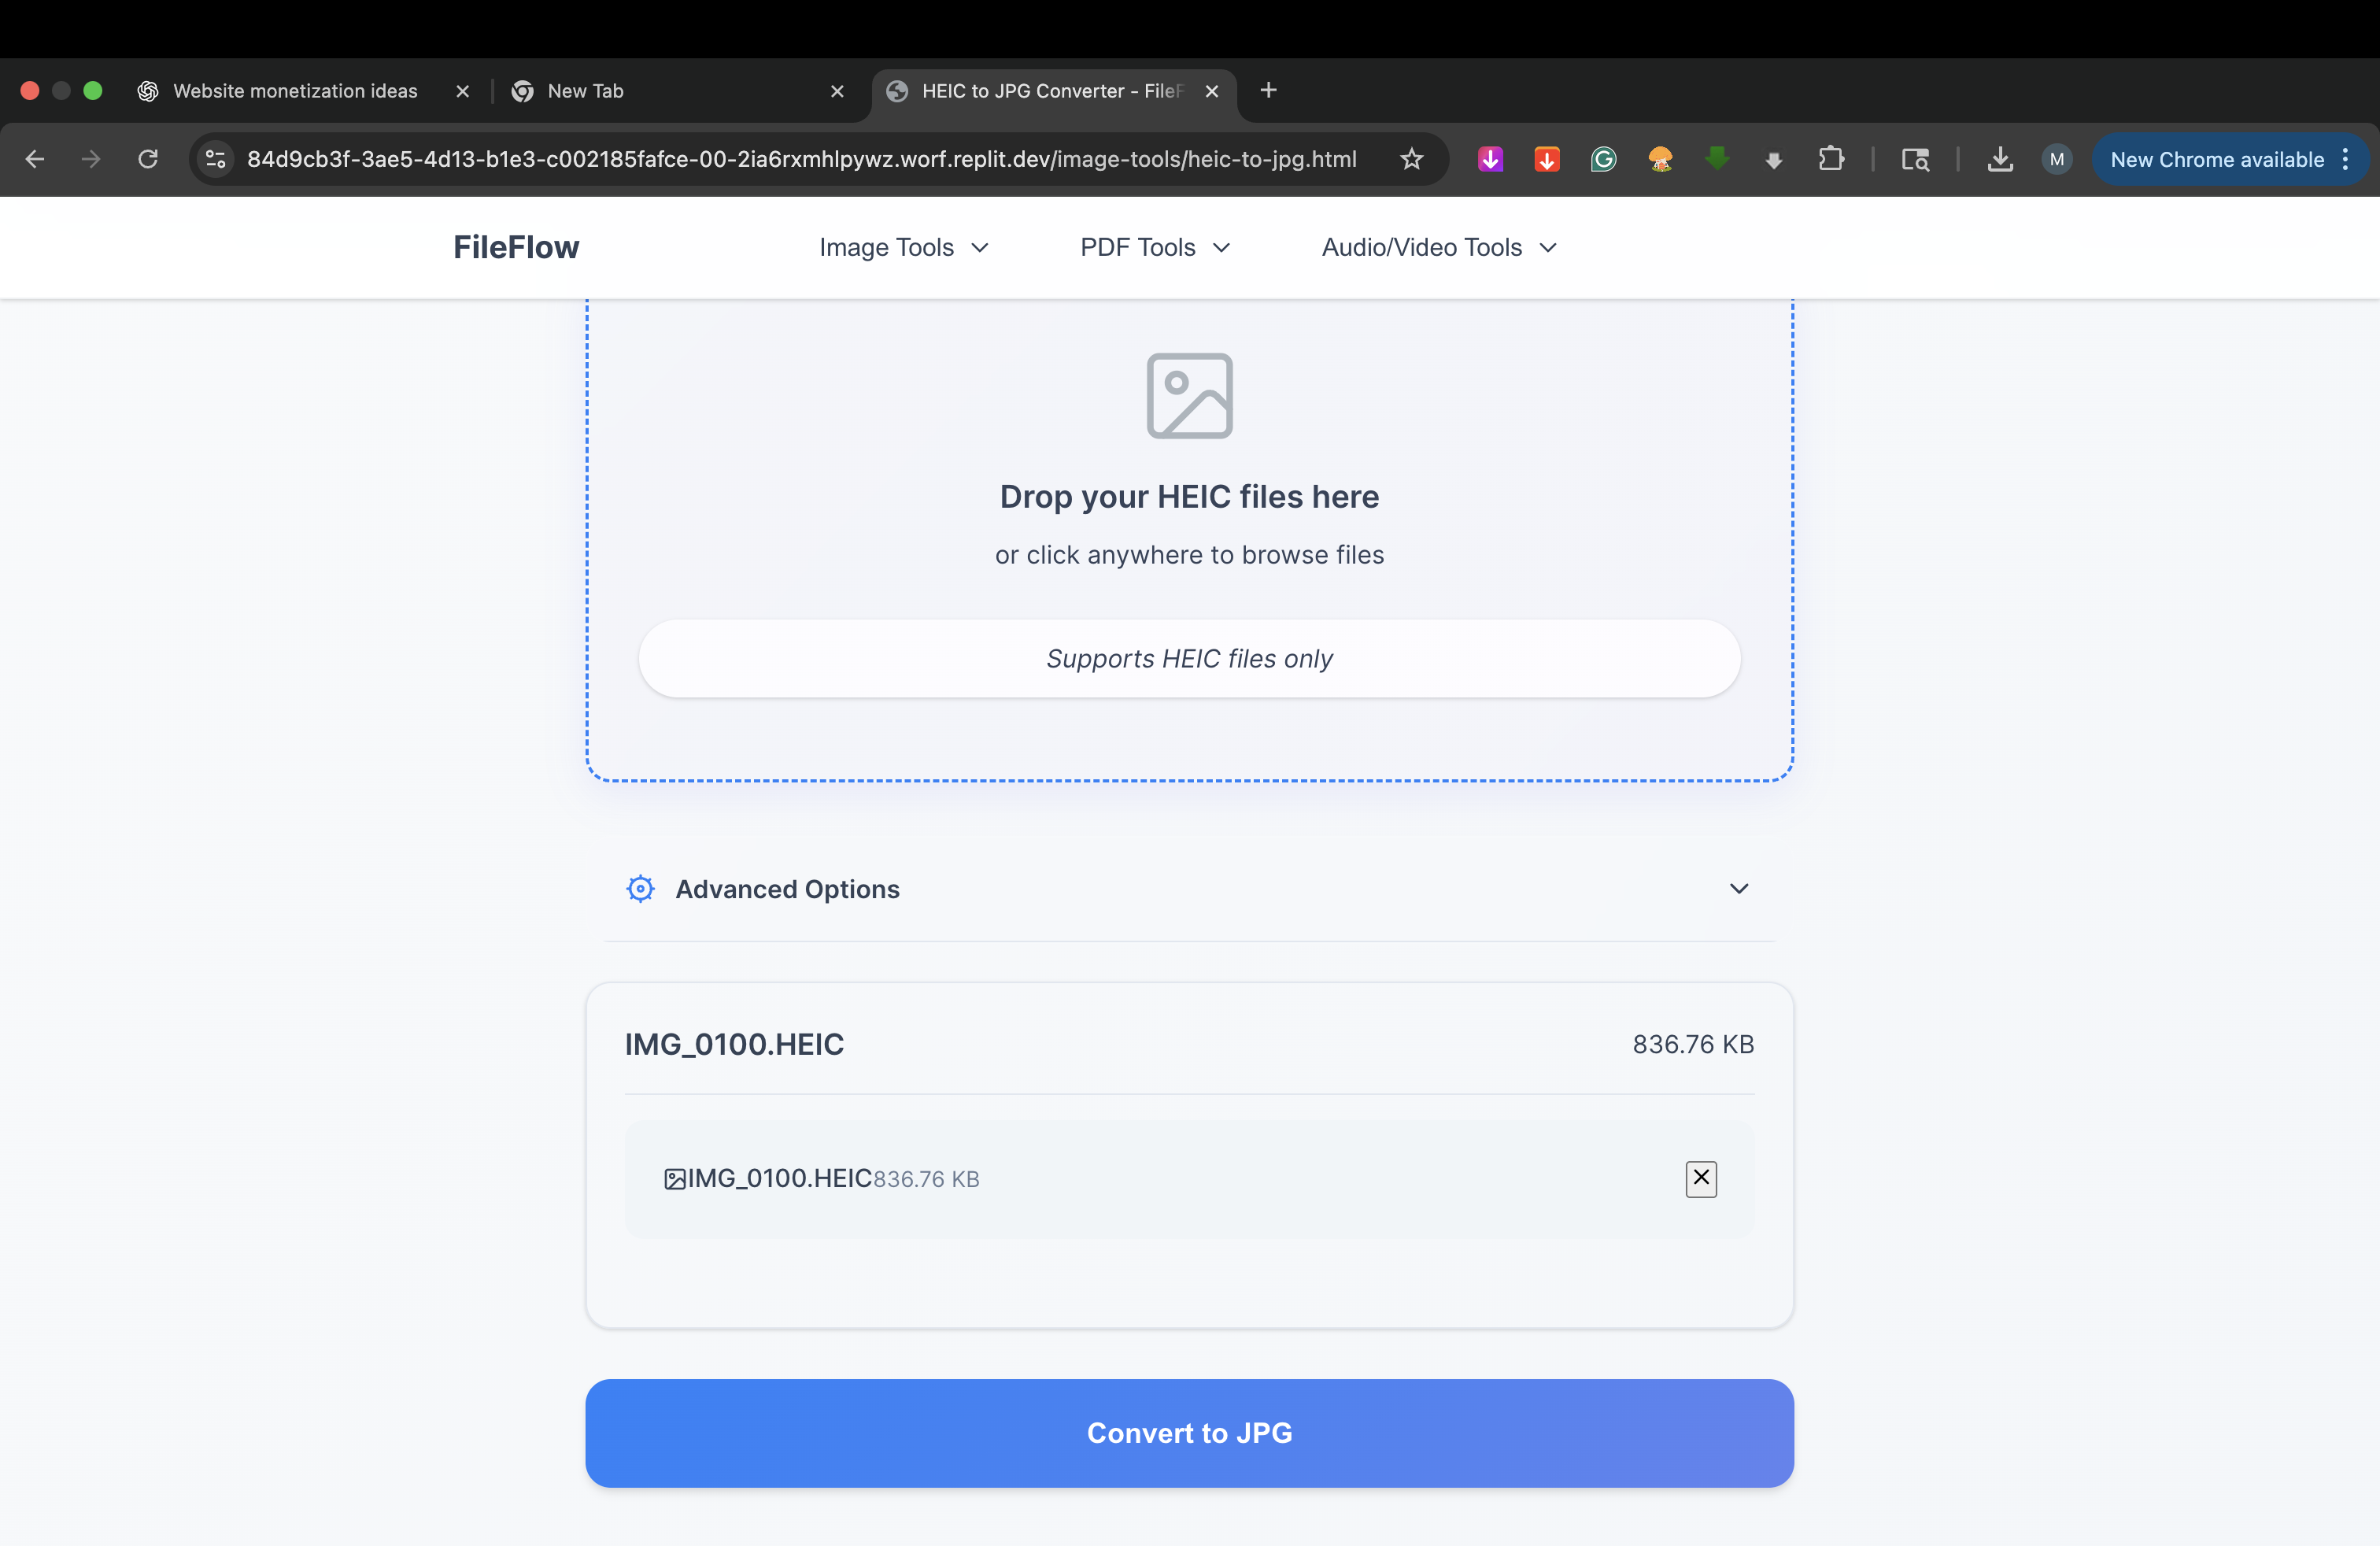 Website monetization ideas
New Tab
HEIC to JPG Converter - FileF
84d9cb3f-3ae5-4d13-b1e3-c002185fafce-00-2ia6rxmhlpywz.worf.replit.dev/image-tools/heic-to-jpg.html
M
New Chrome available
FileFlow
Image Tools
PDF Tools
Audio/Video Tools
Drop your HEIC files here
or click anywhere to browse files
Supports HEIC files only
Advanced Options
IMG_0100.HEIC
836.76 KB
IMG_0100.HEIC836.76 KB
Convert to JPG